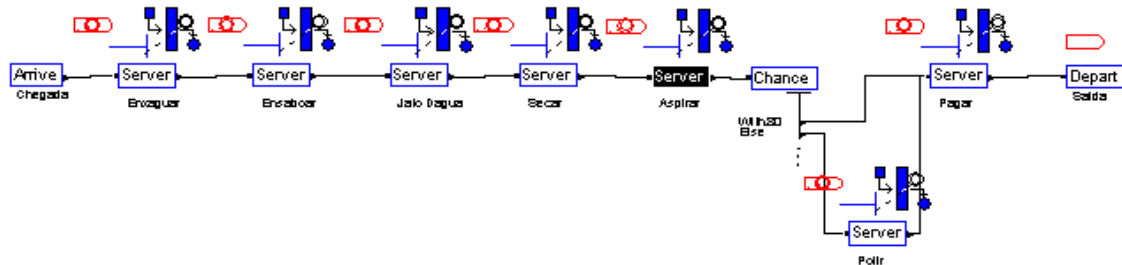 Arrive
Chegada
Server
Enxaguar
Server
Ensaboar
Server
Jato Dagua
Server
Secar
Server
Aspirar
Chance
With
Else
Server
Pagar
Depart
Saida
Server
Polir